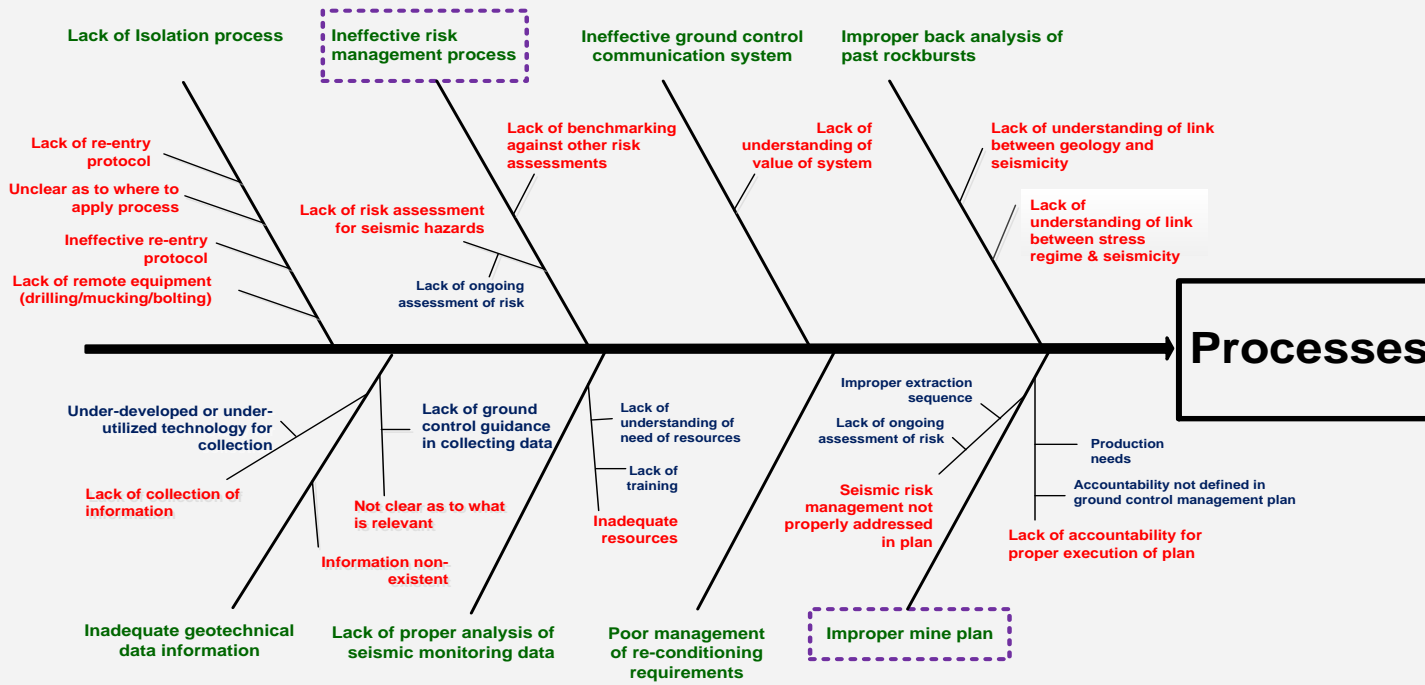 Lack of Isolation process
Ineffective risk
management process
Ineffective ground control
communication system
Improper back analysis of
past rockbursts
Lack of re-entry
protocol
Unclear as to where to
apply process
Ineffective re-entry
protocol
Lack of remote equipment
(drilling/mucking/bolting)
Lack of benchmarking
against other risk
assessments
Lack of risk assessment
for seismic hazards
Lack of ongoing
assessment of risk
Lack of
understanding of
value of system
Lack of understanding of link
between geology and
seismicity
Lack of
understanding of link
between stress
regime & seismicity
Processes
Under-developed or under-
utilized technology for
collection
Lack of collection of
information
Lack of ground
control guidance
in collecting data
Not clear as to what
is relevant
Information non-
existent
Lack of
understanding of
need of resources
Lack of
training
Inadequate
resources
Improper extraction
sequence
Lack of ongoing
assessment of risk
Seismic risk
management not
properly addressed
in plan
Production
needs
Accountability not defined in
ground control management plan
Lack of accountability for
proper execution of plan
Inadequate geotechnical
data information
Lack of proper analysis of
seismic monitoring data
Poor management
of re-conditioning
requirements
Improper mine plan